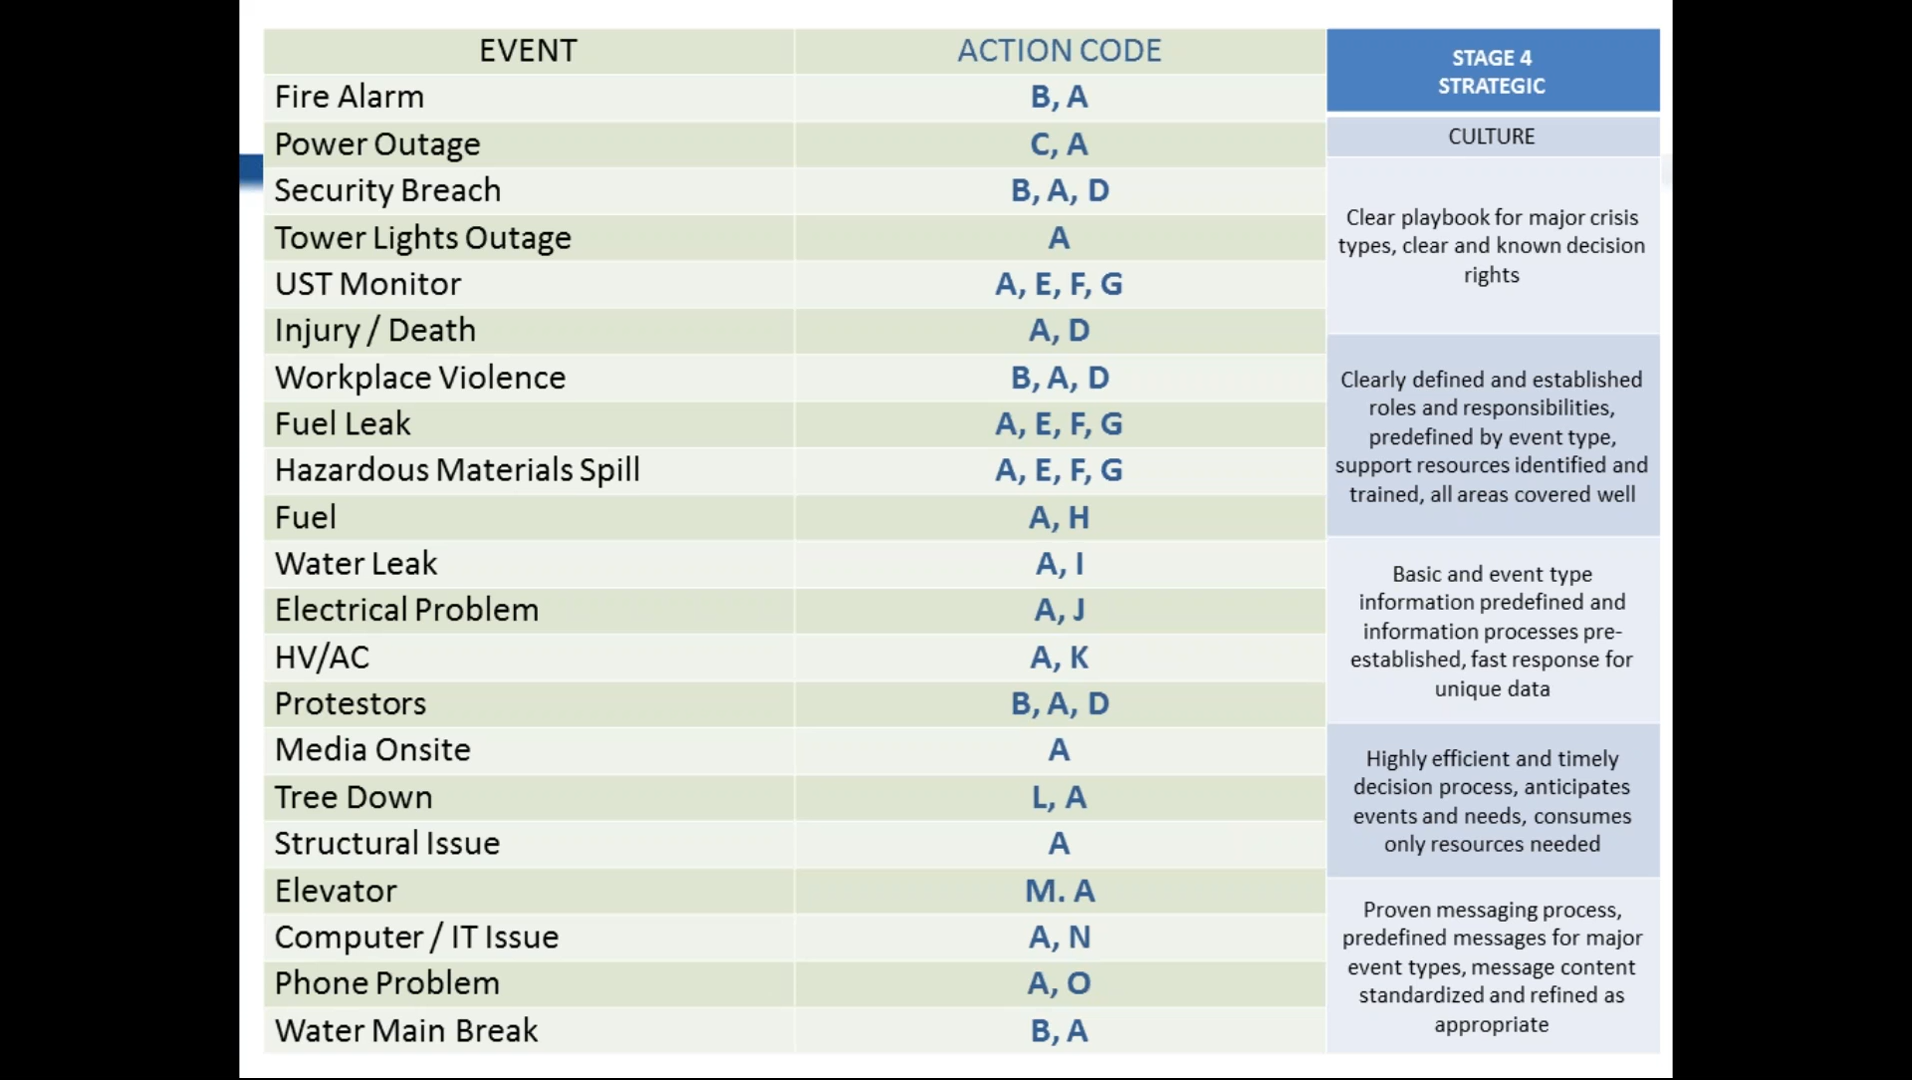 EVENT ACTION CODE
Fire Alarm B, A
Power Outage C, A
Security Breach B, A, D
Tower Lights Outage A
UST Monitor A, E, F, G
Injury / Death A, D
Workplace Violence B, A, D
Fuel Leak A, E, F, G
Hazardous Materials Spill A, E, F, G
Fuel A, H
Water Leak A, I
Electrical Problem A, J
HV/AC A, K
Protestors B, A, D
Media Onsite A
Tree Down L, A
Structural Issue A
Elevator M. A
Computer / IT Issue A, N
Phone Problem A, O
Water Main Break B, A
STAGE 4
STRATEGIC
CULTURE
Clear playbook for major crisis
types, clear and known decision
rights
Clearly defined and established
roles and responsibilities,
predefined by event type,
support resources identified and
trained, all areas covered well
Basic and event type
information predefined and
information processes pre-
established, fast response for
unique data
Highly efficient and timely
decision process, anticipates
events and needs, consumes
only resources needed
Proven messaging process,
predefined messages for major
event types, message content
standardized and refined as
appropriate